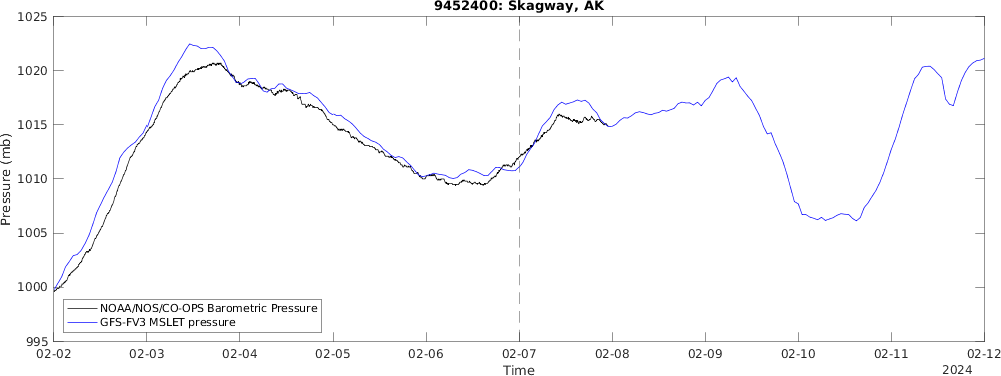 9452400: Skagway, AK
Pressure (mb)
1025
1020
1015
1010
1005
1000
995
NOAA/NOS/CO-OPS Barometric Pressure
GFS-FV3 MSLET pressure
02-02 02-03 02-04 02-05 02-06 02-07 02-08 02-09 02-10 02-11 02-12
Time
2024